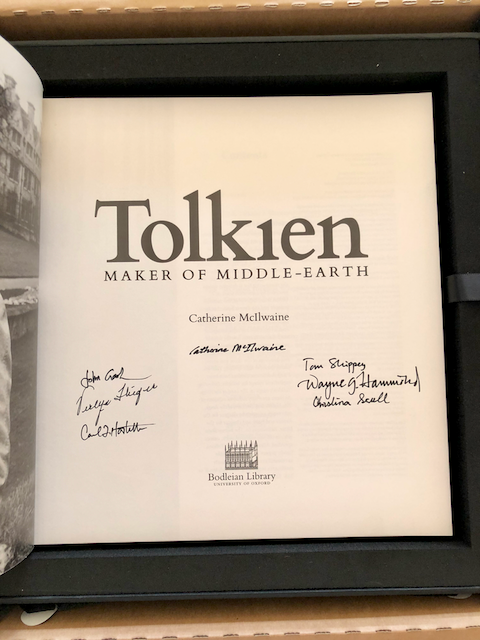 Tolkien
MAKER OF MIDDLE-EARTH
Catherine McIlwaine
Catherine McIlwaine
John Garth
Verlyn Flieger
Carl F Hostetter
Tom Shippey
Wayne G. Hammond
Christina Scull
Bodleian Library
UNIVERSITY OF OXFORD